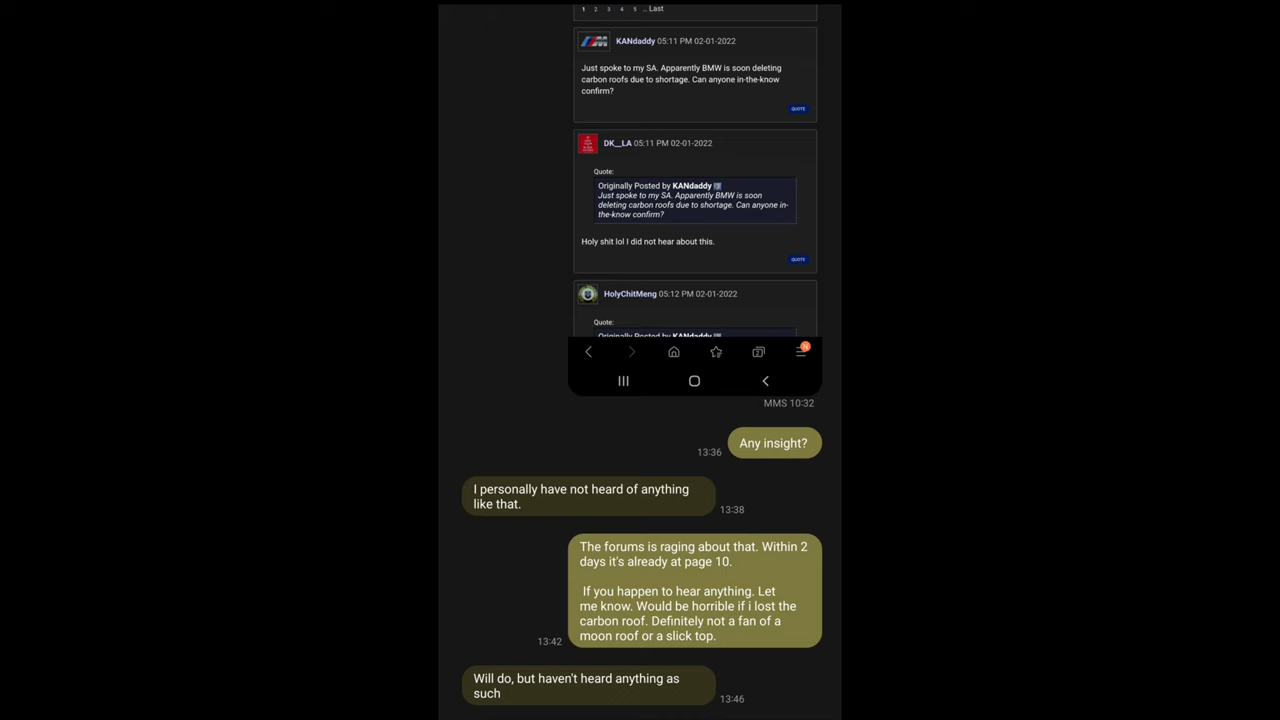 1 2 3 4 5 ... Last
KANdaddy 05:11 PM 02-01-2022
Just spoke to my SA. Apparently BMW is soon deleting
carbon roofs due to shortage. Can anyone in-the-know
confirm?
QUOTE
DK__LA 05:11 PM 02-01-2022
Quote:
Originally Posted by KANdaddy
Just spoke to my SA. Apparently BMW is soon
deleting carbon roofs due to shortage. Can anyone in-
the-know confirm?
Holy shit lol I did not hear about this.
QUOTE
HolyChitMeng 05:12 PM 02-01-2022
Quote:
Originally Posted by KANdaddy
2
N
MMS 10:32
Any insight?
13:36
I personally have not heard of anything
like that.
13:38
The forums is raging about that. Within 2
days it's already at page 10.
If you happen to hear anything. Let
me know. Would be horrible if i lost the
carbon roof. Definitely not a fan of a
moon roof or a slick top.
13:42
Will do, but haven't heard anything as
such
13:46